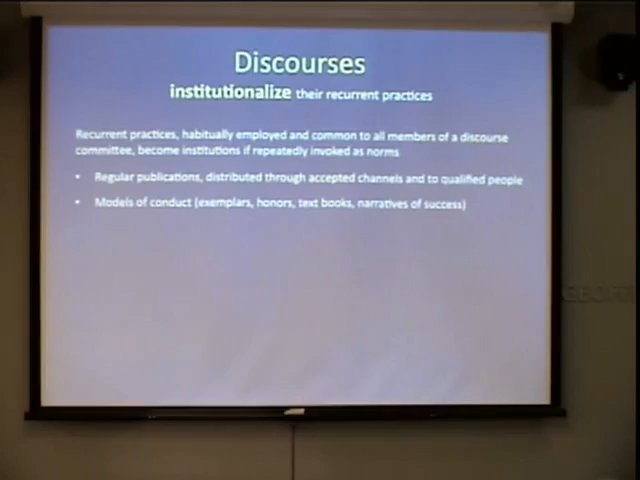 Discourses
institutionalize their recurrent practices
Recurrent practices, habitually employed and common to all members of a discourse
committee, become institutions if repeatedly invoked as norms
• Regular publications, distributed through accepted channels and to qualified people
• Models of conduct (exemplars, honors, text books, narratives of success)